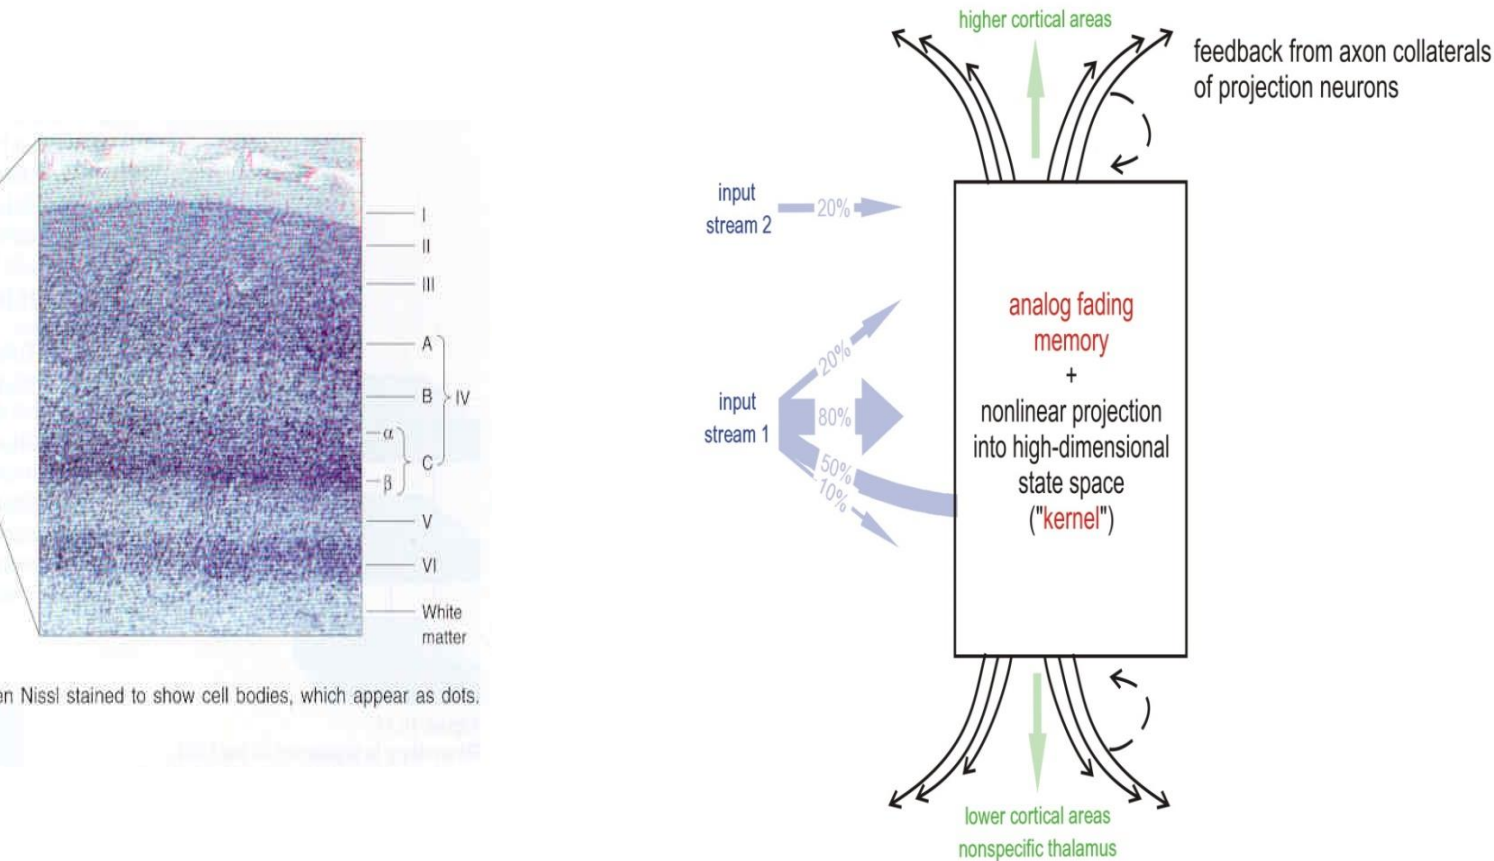 I
II
III
A
B
IV
α
C
β
V
VI
White
matter
en Nissl stained to show cell bodies, which appear as dots.
higher cortical areas
feedback from axon collaterals
of projection neurons
input
stream 2
20%
input
stream 1
20%
80%
50%
10%
analog fading
memory
+
nonlinear projection
into high-dimensional
state space
("kernel")
lower cortical areas
nonspecific thalamus